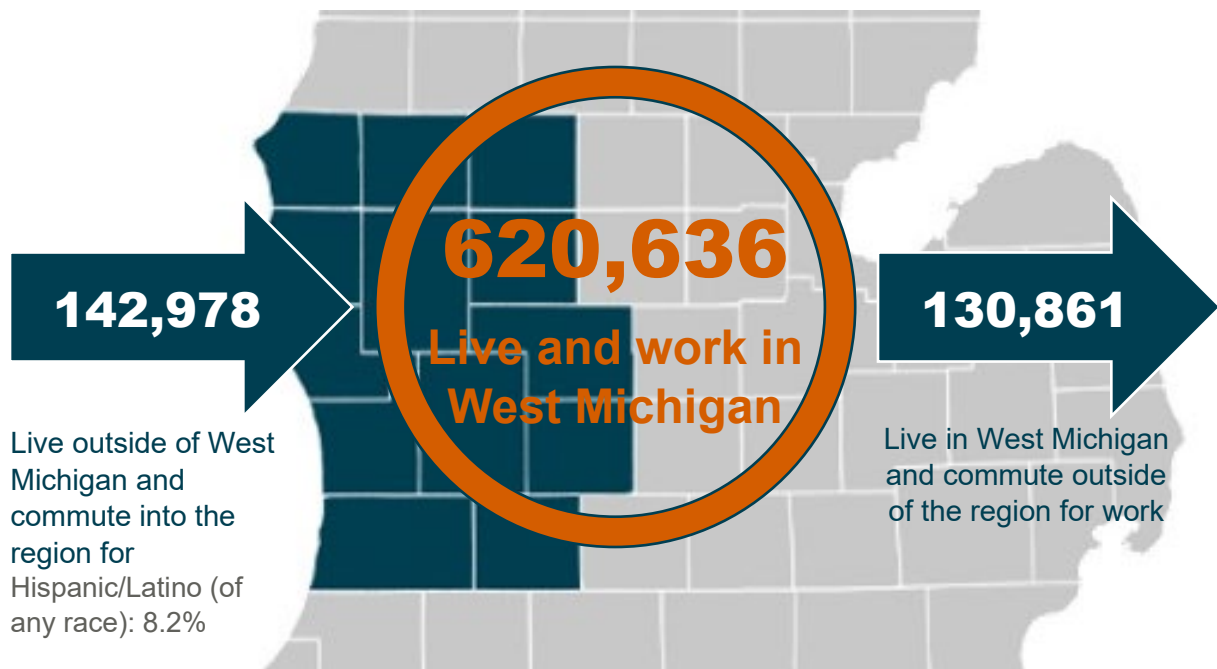 620,636
Live and work in
West Michigan
142,978
Live outside of West
Michigan and
commute into the
region for
Hispanic/Latino (of
any race): 8.2%
130,861
Live in West Michigan
and commute outside
of the region for work